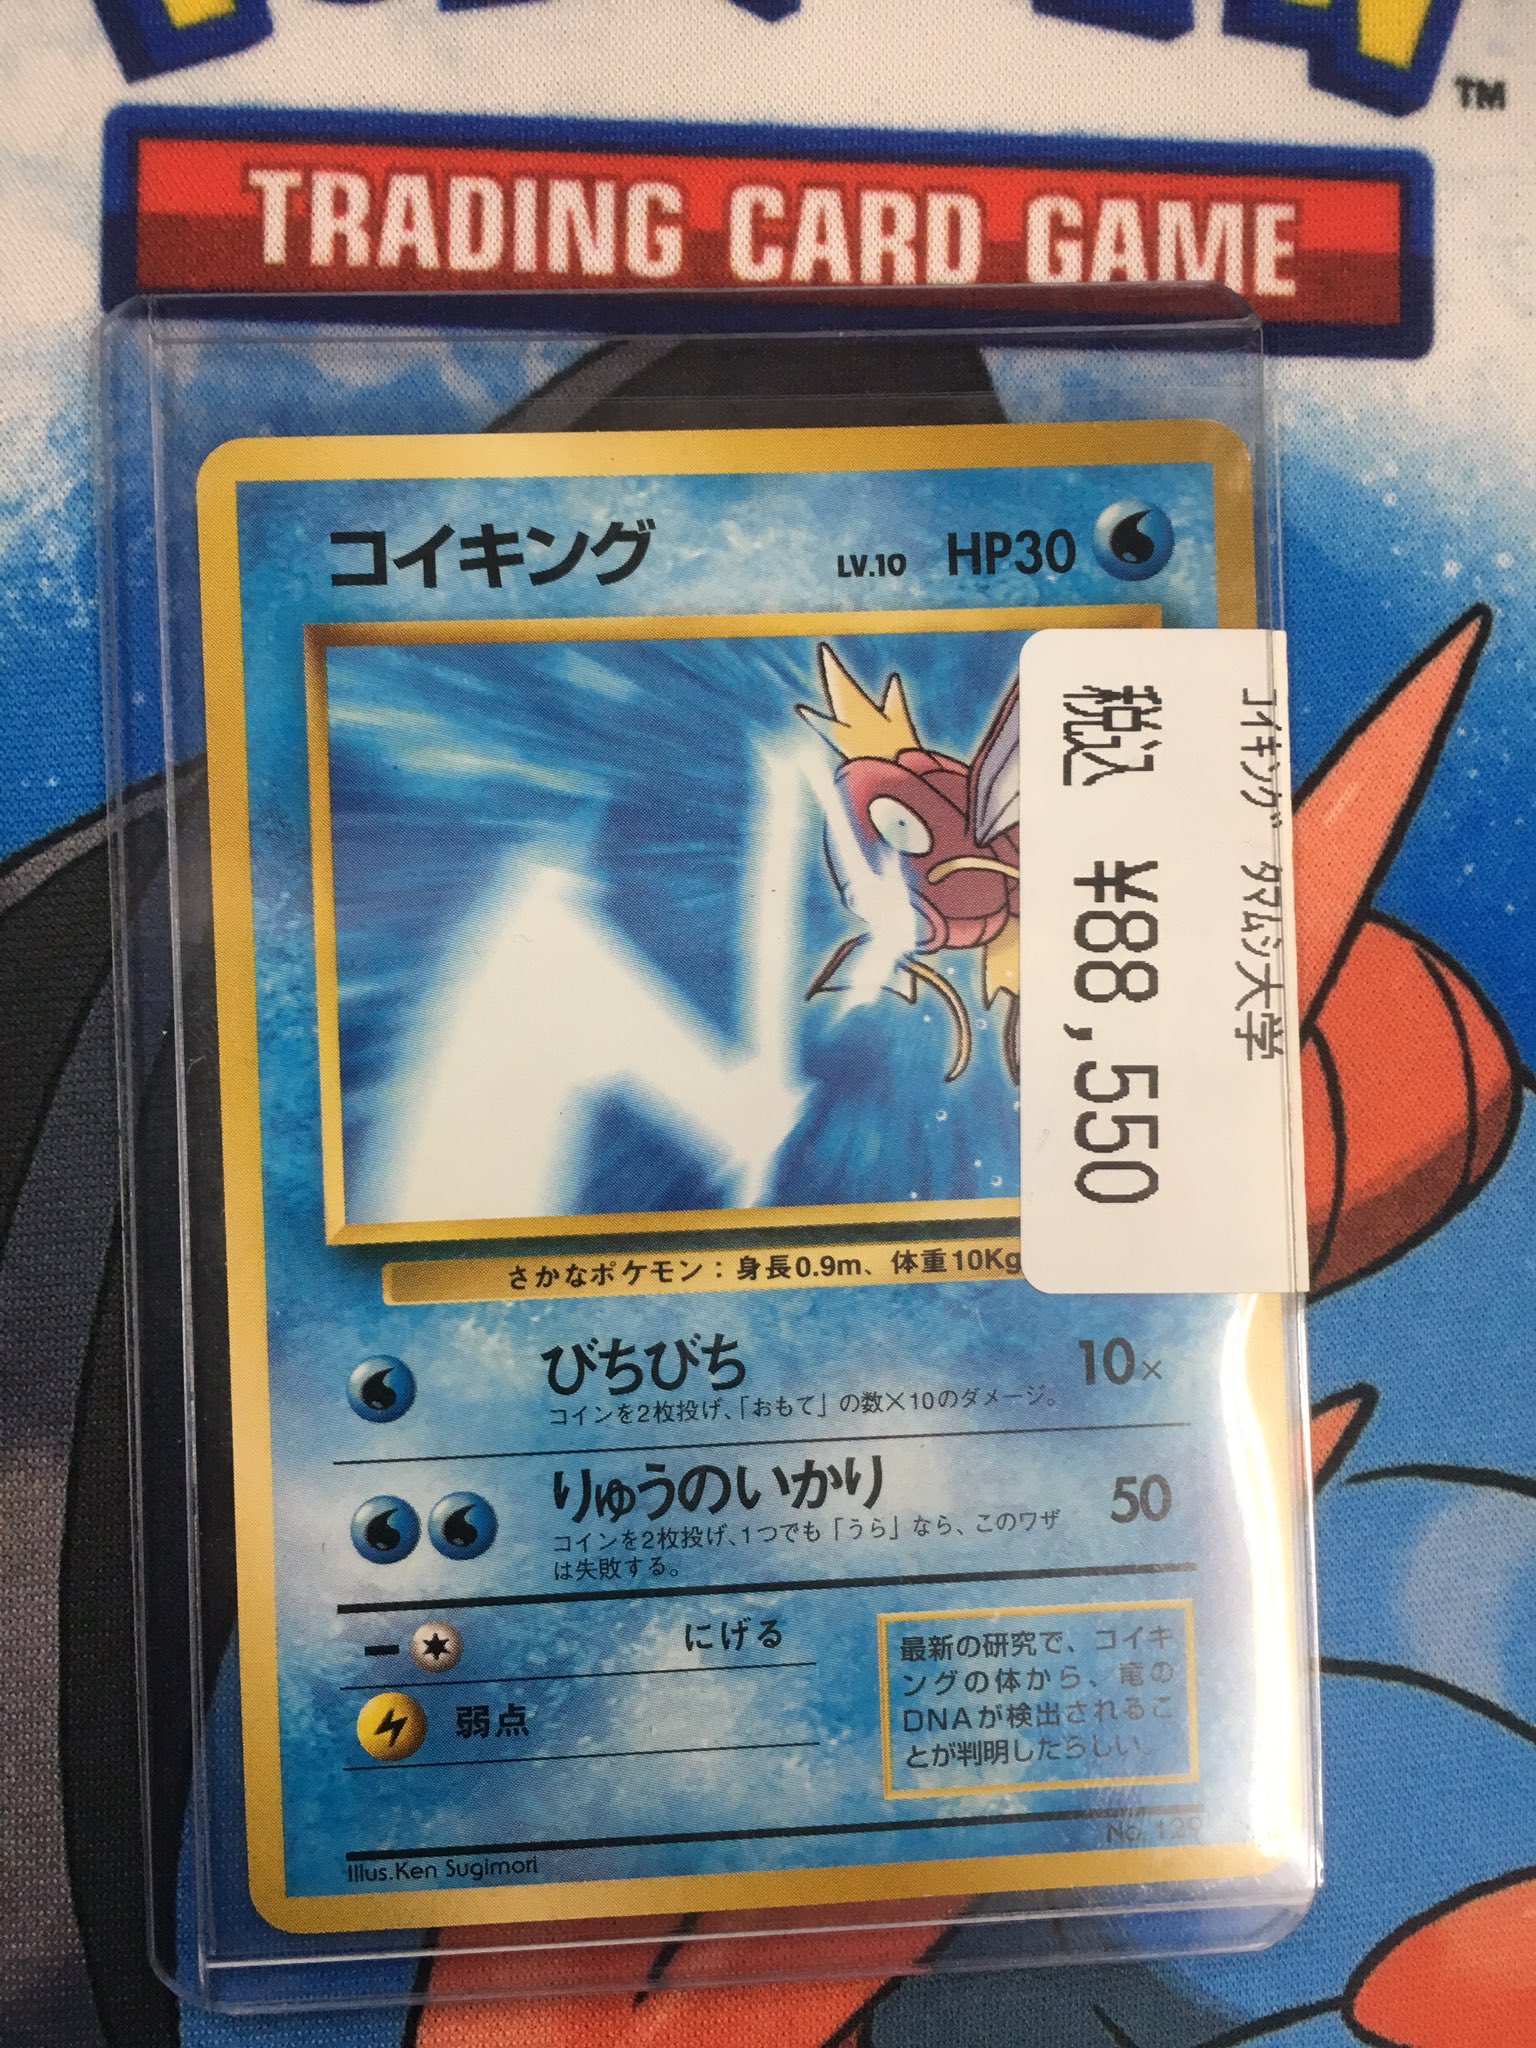 TM
TRADING CARD GAME
コイキング LV.10 HP30
コイキング タマムシ大学
税込 ¥88,550
さかなポケモン：身長0.9m、体重10Kg
びちびち 10×
コインを2枚投げ、「おもて」の数×10のダメージ。
りゅうのいかり 50
コインを2枚投げ、1つでも「うら」なら、このワザ
は失敗する。
ー にげる
弱点
最新の研究で、コイキ
ングの体から、竜の
DNAが検出されるこ
とが判明したらしい。
No. 129
Illus.Ken Sugimori